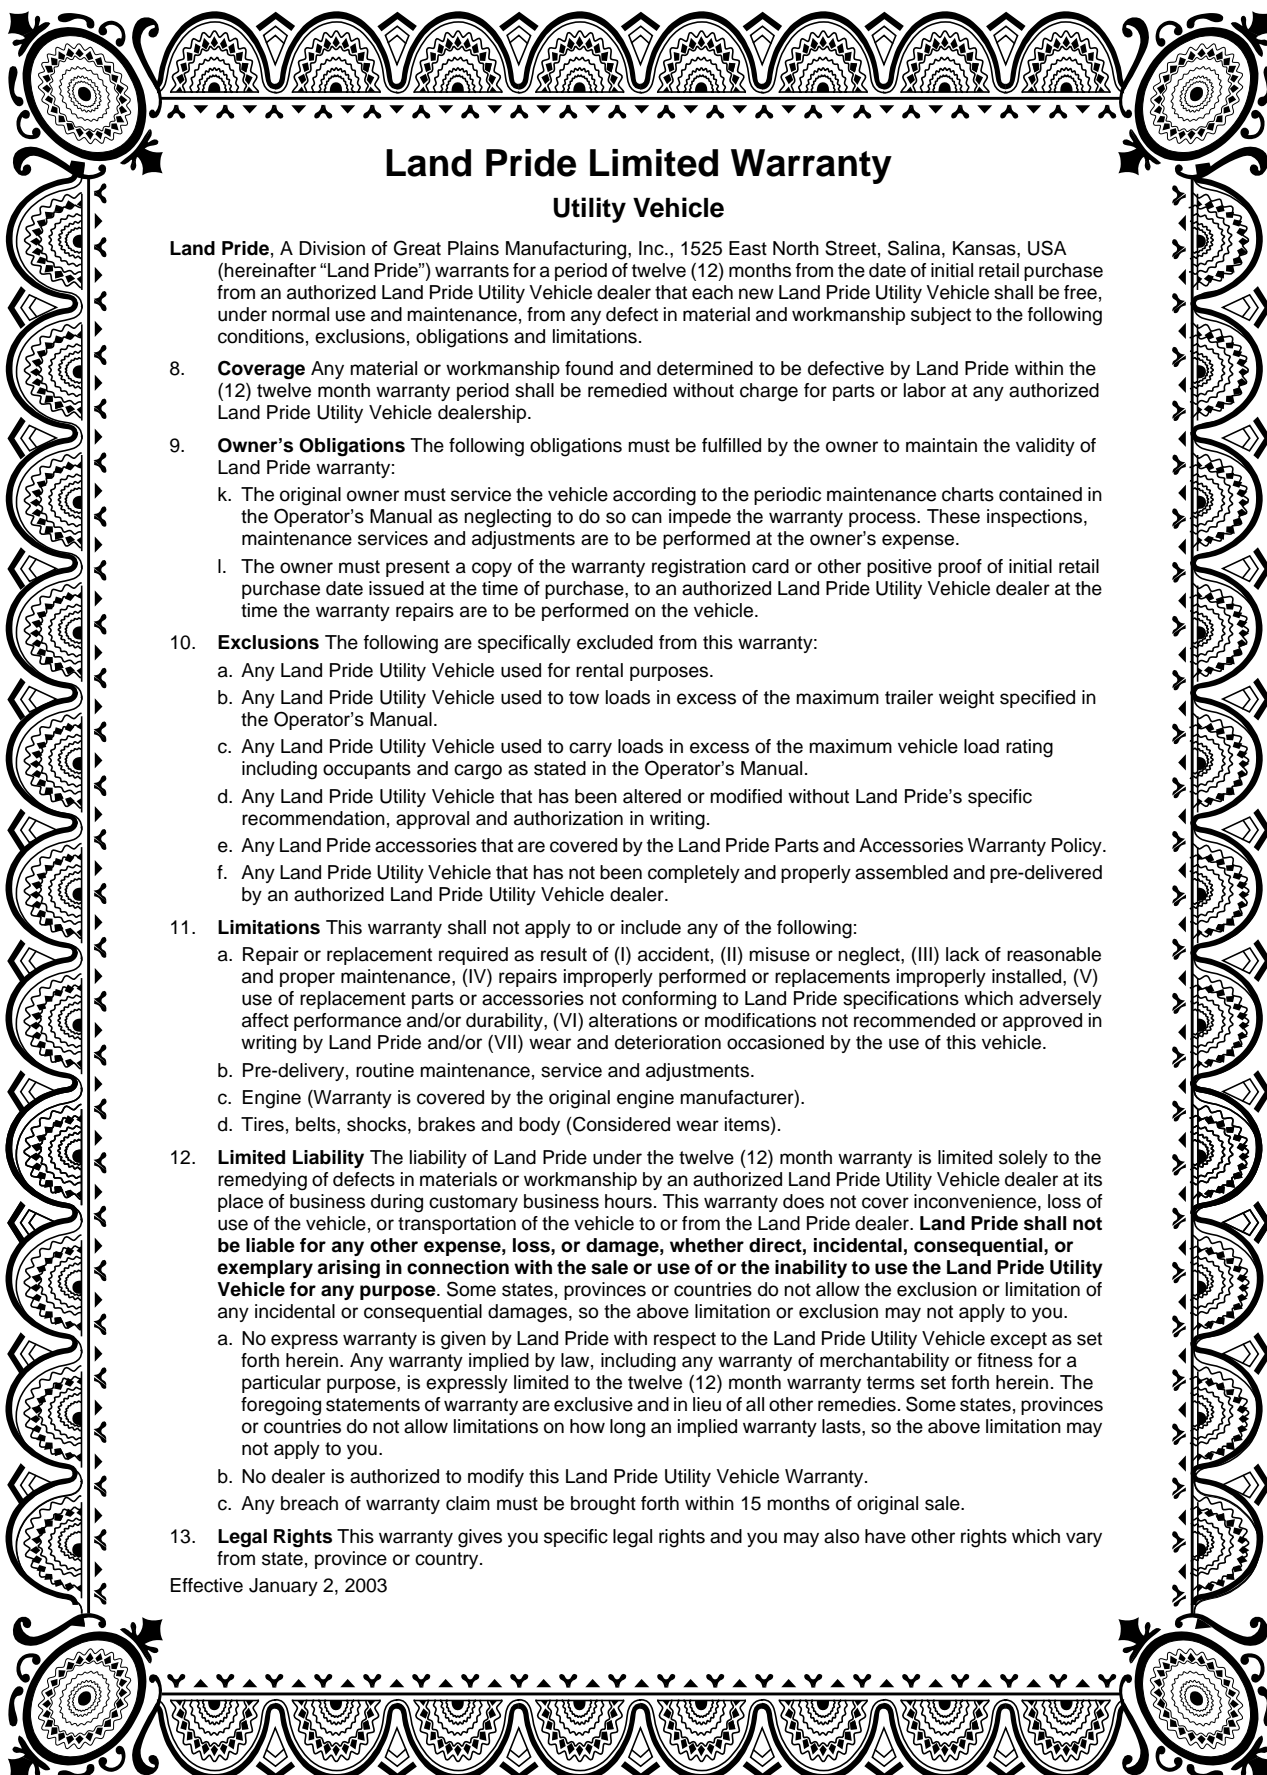 Land Pride Limited Warranty
Utility Vehicle
Land Pride, A Division of Great Plains Manufacturing, Inc., 1525 East North Street, Salina, Kansas, USA
(hereinafter “Land Pride”) warrants for a period of twelve (12) months from the date of initial retail purchase
from an authorized Land Pride Utility Vehicle dealer that each new Land Pride Utility Vehicle shall be free,
under normal use and maintenance, from any defect in material and workmanship subject to the following
conditions, exclusions, obligations and limitations.
8. Coverage Any material or workmanship found and determined to be defective by Land Pride within the
(12) twelve month warranty period shall be remedied without charge for parts or labor at any authorized
Land Pride Utility Vehicle dealership.
9. Owner’s Obligations The following obligations must be fulfilled by the owner to maintain the validity of
Land Pride warranty:
k. The original owner must service the vehicle according to the periodic maintenance charts contained in
the Operator’s Manual as neglecting to do so can impede the warranty process. These inspections,
maintenance services and adjustments are to be performed at the owner’s expense.
l. The owner must present a copy of the warranty registration card or other positive proof of initial retail
purchase date issued at the time of purchase, to an authorized Land Pride Utility Vehicle dealer at the
time the warranty repairs are to be performed on the vehicle.
10. Exclusions The following are specifically excluded from this warranty:
a. Any Land Pride Utility Vehicle used for rental purposes.
b. Any Land Pride Utility Vehicle used to tow loads in excess of the maximum trailer weight specified in
the Operator’s Manual.
c. Any Land Pride Utility Vehicle used to carry loads in excess of the maximum vehicle load rating
including occupants and cargo as stated in the Operator’s Manual.
d. Any Land Pride Utility Vehicle that has been altered or modified without Land Pride’s specific
recommendation, approval and authorization in writing.
e. Any Land Pride accessories that are covered by the Land Pride Parts and Accessories Warranty Policy.
f. Any Land Pride Utility Vehicle that has not been completely and properly assembled and pre-delivered
by an authorized Land Pride Utility Vehicle dealer.
11. Limitations This warranty shall not apply to or include any of the following:
a. Repair or replacement required as result of (I) accident, (II) misuse or neglect, (III) lack of reasonable
and proper maintenance, (IV) repairs improperly performed or replacements improperly installed, (V)
use of replacement parts or accessories not conforming to Land Pride specifications which adversely
affect performance and/or durability, (VI) alterations or modifications not recommended or approved in
writing by Land Pride and/or (VII) wear and deterioration occasioned by the use of this vehicle.
b. Pre-delivery, routine maintenance, service and adjustments.
c. Engine (Warranty is covered by the original engine manufacturer).
d. Tires, belts, shocks, brakes and body (Considered wear items).
12. Limited Liability The liability of Land Pride under the twelve (12) month warranty is limited solely to the
remedying of defects in materials or workmanship by an authorized Land Pride Utility Vehicle dealer at its
place of business during customary business hours. This warranty does not cover inconvenience, loss of
use of the vehicle, or transportation of the vehicle to or from the Land Pride dealer. Land Pride shall not
be liable for any other expense, loss, or damage, whether direct, incidental, consequential, or
exemplary arising in connection with the sale or use of or the inability to use the Land Pride Utility
Vehicle for any purpose. Some states, provinces or countries do not allow the exclusion or limitation of
any incidental or consequential damages, so the above limitation or exclusion may not apply to you.
a. No express warranty is given by Land Pride with respect to the Land Pride Utility Vehicle except as set
forth herein. Any warranty implied by law, including any warranty of merchantability or fitness for a
particular purpose, is expressly limited to the twelve (12) month warranty terms set forth herein. The
foregoing statements of warranty are exclusive and in lieu of all other remedies. Some states, provinces
or countries do not allow limitations on how long an implied warranty lasts, so the above limitation may
not apply to you.
b. No dealer is authorized to modify this Land Pride Utility Vehicle Warranty.
c. Any breach of warranty claim must be brought forth within 15 months of original sale.
13. Legal Rights This warranty gives you specific legal rights and you may also have other rights which vary
from state, province or country.
Effective January 2, 2003